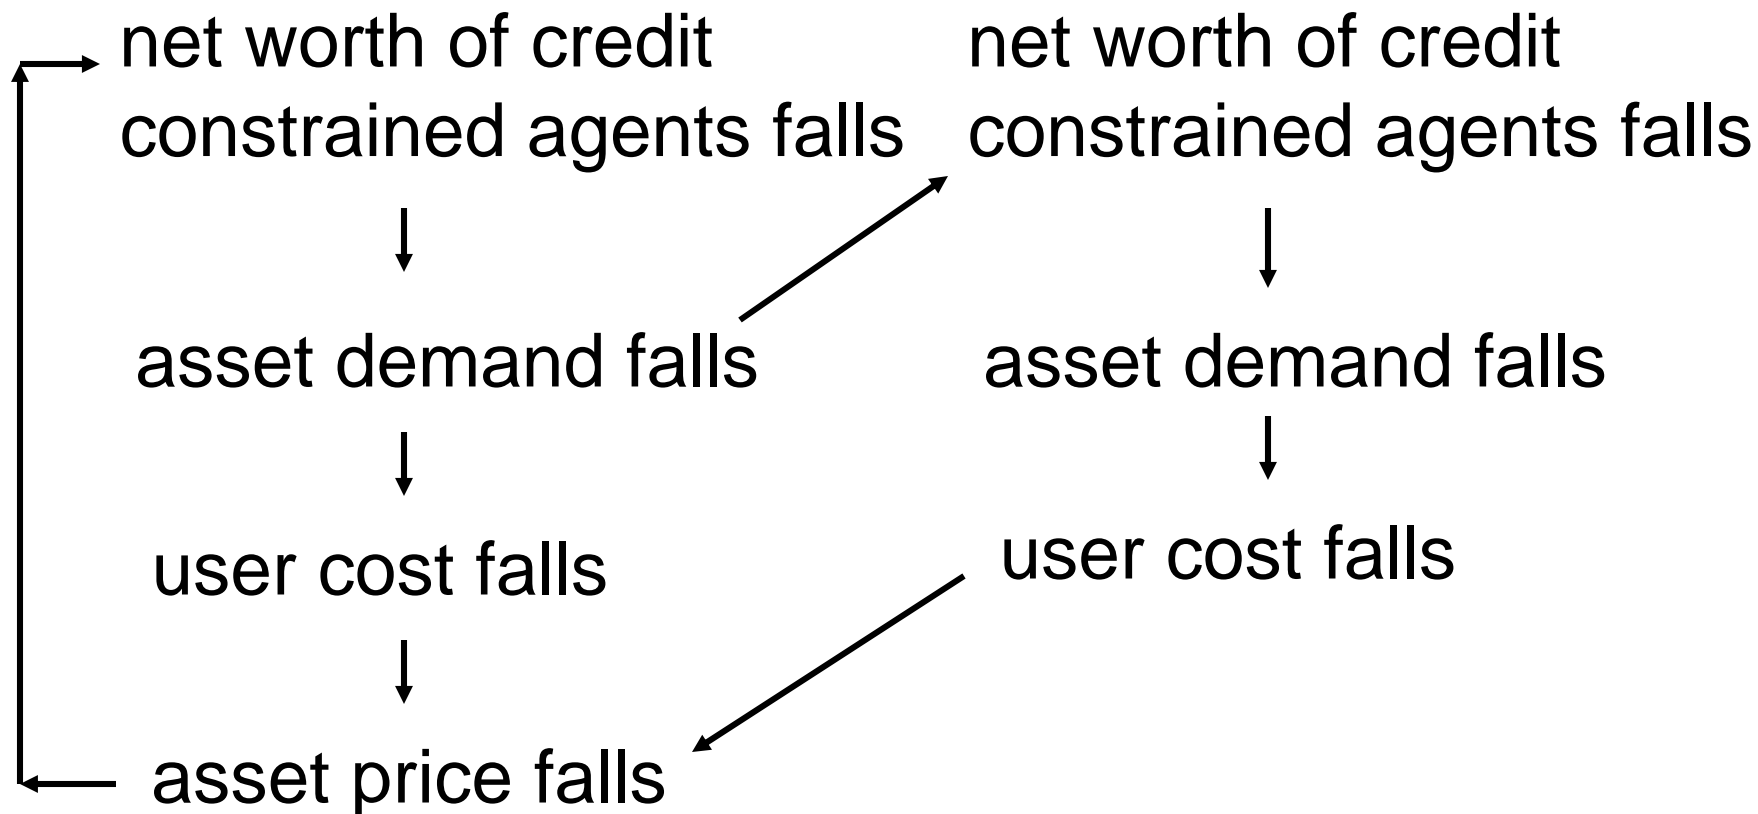 net worth of credit
constrained agents falls
asset demand falls
user cost falls
asset price falls
net worth of credit
constrained agents falls
asset demand falls
user cost falls